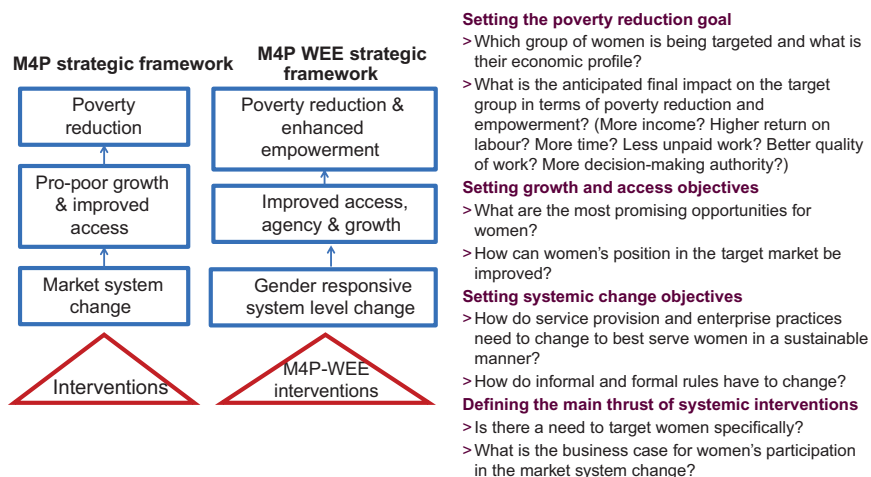 M4P strategic framework
Poverty
reduction
Pro-poor growth
& improved
access
Market system
change
Interventions
M4P WEE strategic
framework
Poverty reduction &
enhanced
empowerment
Improved access,
agency & growth
Gender responsive
system level change
M4P-WEE
interventions
Setting the poverty reduction goal
> Which group of women is being targeted and what is
their economic profile?
> What is the anticipated final impact on the target
group in terms of poverty reduction and
empowerment? (More income? Higher return on
labour? More time? Less unpaid work? Better quality
of work? More decision-making authority?)
Setting growth and access objectives
> What are the most promising opportunities for
women?
> How can women’s position in the target market be
improved?
Setting systemic change objectives
> How do service provision and enterprise practices
need to change to best serve women in a sustainable
manner?
> How do informal and formal rules have to change?
Defining the main thrust of systemic interventions
> Is there a need to target women specifically?
> What is the business case for women’s participation
in the market system change?